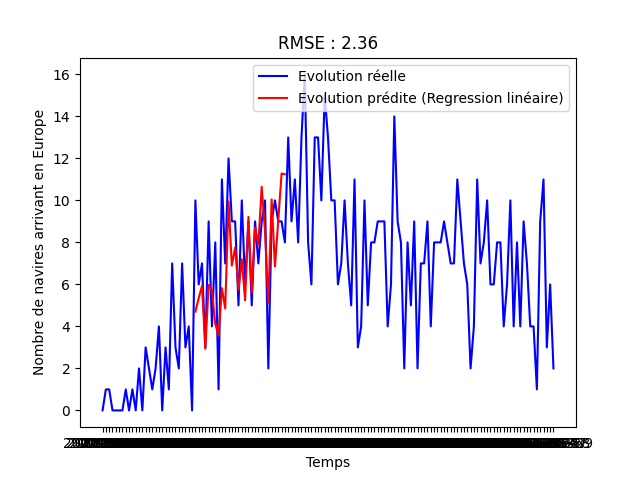 RMSE : 2.36
Evolution réelle
Evolution prédite (Regression linéaire)
Nombre de navires arrivant en Europe
16
14
12
10
8
6
4
2
0
Temps